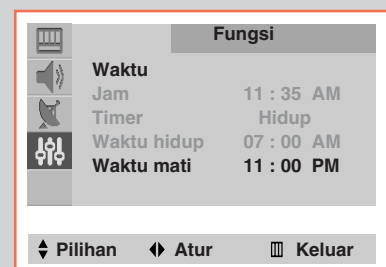 Fungsi
Waktu
Jam 11 : 35 AM
Timer Hidup
Waktu hidup 07 : 00 AM
Waktu mati 11 : 00 PM
Pilihan Atur Keluar